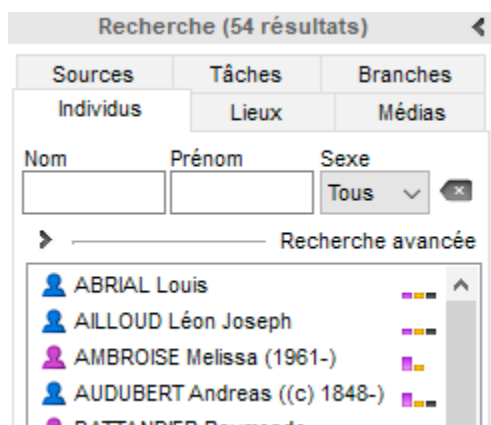 Recherche (54 résultats)
Sources Tâches Branches
Individus Lieux Médias
Nom Prénom Sexe
Tous
Recherche avancée
ABRIAL Louis
AILLOUD Léon Joseph
AMBROISE Melissa (1961-)
AUDUBERT Andreas ((c) 1848-)